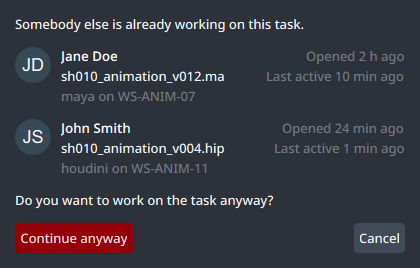 Somebody else is already working on this task.
JD
Jane Doe
Opened 2 h ago
sh010_animation_v012.ma
Last active 10 min ago
maya on WS-ANIM-07
JS
John Smith
Opened 24 min ago
sh010_animation_v004.hip
Last active 1 min ago
houdini on WS-ANIM-11
Do you want to work on the task anyway?
Continue anyway
Cancel